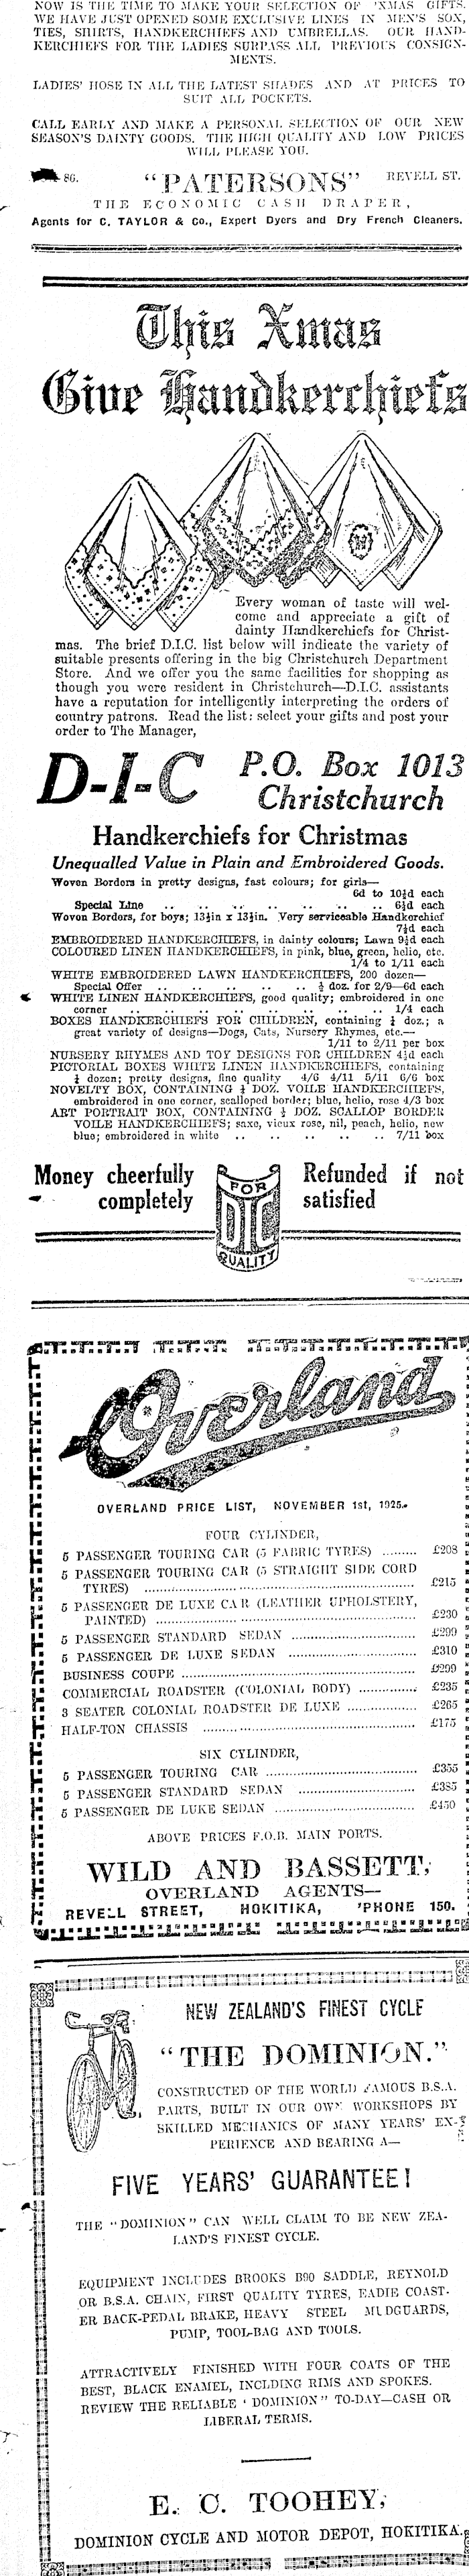 NOW IS THE TIME TO MAKE YOUR SELECTION OF 'XMAS GIFTS.
WE HAVE JUST OPENED SOME EXCLUSIVE LINES IN MEN'S SOX,
TIES, SHIRTS, HANDKERCHIEFS AND UMBRELLAS. OUR HAND-
KERCHIEFS FOR THE LADIES SURPASS ALL PREVIOUS CONSIGN-
MENTS.
LADIES' HOSE IN ALL THE LATEST SHADES AND AT PRICES TO
SUIT ALL POCKETS.
CALL EARLY AND MAKE A PERSONAL SELECTION OF OUR NEW
SEASON'S DAINTY GOODS. THE HIGH QUALITY AND LOW PRICES
WILL PLEASE YOU.
86. "PATERSONS" REVELL ST.
THE ECONOMIC CASH DRAPER,
Agents for C. TAYLOR & Co., Expert Dyers and Dry French Cleaners.
This Xmas
Give Handkerchiefs
Every woman of taste will wel-
come and appreciate a gift of
dainty Handkerchiefs for Christ-
mas. The brief D.I.C. list below will indicate the variety of
suitable presents offering in the big Christchurch Department
Store. And we offer you the same facilities for shopping as
though you were resident in Christchurch—D.I.C. assistants
have a reputation for intelligently interpreting the orders of
country patrons. Read the list: select your gifts and post your
order to The Manager,
D-I-C P.O. Box 1013
Christchurch
Handkerchiefs for Christmas
Unequalled Value in Plain and Embroidered Goods.
Woven Borders in pretty designs, fast colours; for girls—
6d to 10½d each
Special Line .. .. .. .. .. .. .. 6½d each
Woven Borders, for boys; 13½in x 13½in. Very serviceable Handkerchief
7½d each
EMBROIDERED HANDKERCHIEFS, in dainty colours; Lawn 9½d each
COLOURED LINEN HANDKERCHIEFS, in pink, blue, green, helio, etc.
1/4 to 1/11 each
WHITE EMBROIDERED LAWN HANDKERCHIEFS, 200 dozen—
Special Offer .. .. .. .. .. ½ doz. for 2/9—6d each
WHITE LINEN HANDKERCHIEFS, good quality; embroidered in one
corner .. .. .. .. .. .. .. .. 1/4 each
BOXES HANDKERCHIEFS FOR CHILDREN, containing doz.; a
great variety of designs—Dogs, Cats, Nursery Rhymes, etc.—
1/11 to 2/11 per box
NURSERY RHYMES AND TOY DESIGNS FOR CHILDREN 4½d each
PICTORIAL BOXES WHITE LINEN HANDKERCHIEFS, containing
dozen; pretty designs, fine quality 4/6 4/11 5/11 6/6 box
NOVELTY BOX, CONTAINING DOZ. VOILE HANDKERCHIEFS,
embroidered in one corner, scalloped border; blue, helio, rose 4/3 box
ART PORTRAIT BOX, CONTAINING ½ DOZ. SCALLOP BORDER
VOILE HANDKERCHIEFS; saxe, vieux rose, nil, peach, helio, new
blue; embroidered in white .. .. .. .. .. 7/11 box
Money cheerfully Refunded if not
completely satisfied
FOR
DIC
QUALITY
Overland
OVERLAND PRICE LIST, NOVEMBER 1st, 1925.
FOUR CYLINDER,
5 PASSENGER TOURING CAR (5 FABRIC TYRES) ......... £208
5 PASSENGER TOURING CAR (5 STRAIGHT SIDE CORD
TYRES) ................ £215
5 PASSENGER DE LUXE CAR (LEATHER UPHOLSTERY,
PAINTED) ................ £230
5 PASSENGER STANDARD SEDAN ................ £299
5 PASSENGER DE LUXE SEDAN ................ £310
BUSINESS COUPE ................ £299
COMMERCIAL ROADSTER (COLONIAL BODY) ............... £235
3 SEATER COLONIAL ROADSTER DE LUXE ................ £265
HALF-TON CHASSIS ................ £175
SIX CYLINDER,
5 PASSENGER TOURING CAR ................ £355
5 PASSENGER STANDARD SEDAN ................ £385
5 PASSENGER DE LUKE SEDAN ................ £450
ABOVE PRICES F.O.B. MAIN PORTS.
WILD AND BASSETT,
OVERLAND AGENTS—
REVELL STREET, HOKITIKA, 'PHONE 150.
NEW ZEALAND'S FINEST CYCLE
"THE DOMINION."
CONSTRUCTED OF THE WORLD FAMOUS B.S.A.
PARTS, BUILT IN OUR OWN WORKSHOPS BY
SKILLED MECHANICS OF MANY YEARS' EX-
PERIENCE AND BEARING A—
FIVE YEARS' GUARANTEE!
THE "DOMINION" CAN WELL CLAIM TO BE NEW ZEA-
LAND'S FINEST CYCLE.
EQUIPMENT INCLUDES BROOKS B90 SADDLE, REYNOLD
OR B.S.A. CHAIN, FIRST QUALITY TYRES, EADIE COAST-
ER BACK-PEDAL BRAKE, HEAVY STEEL MUDGUARDS,
PUMP, TOOL-BAG AND TOOLS.
ATTRACTIVELY FINISHED WITH FOUR COATS OF THE
BEST, BLACK ENAMEL, INCLDING RIMS AND SPOKES.
REVIEW THE RELIABLE ' DOMINION" TO-DAY—CASH OR
LIBERAL TERMS.
E. C. TOOHEY,
DOMINION CYCLE AND MOTOR DEPOT, HOKITIKA.